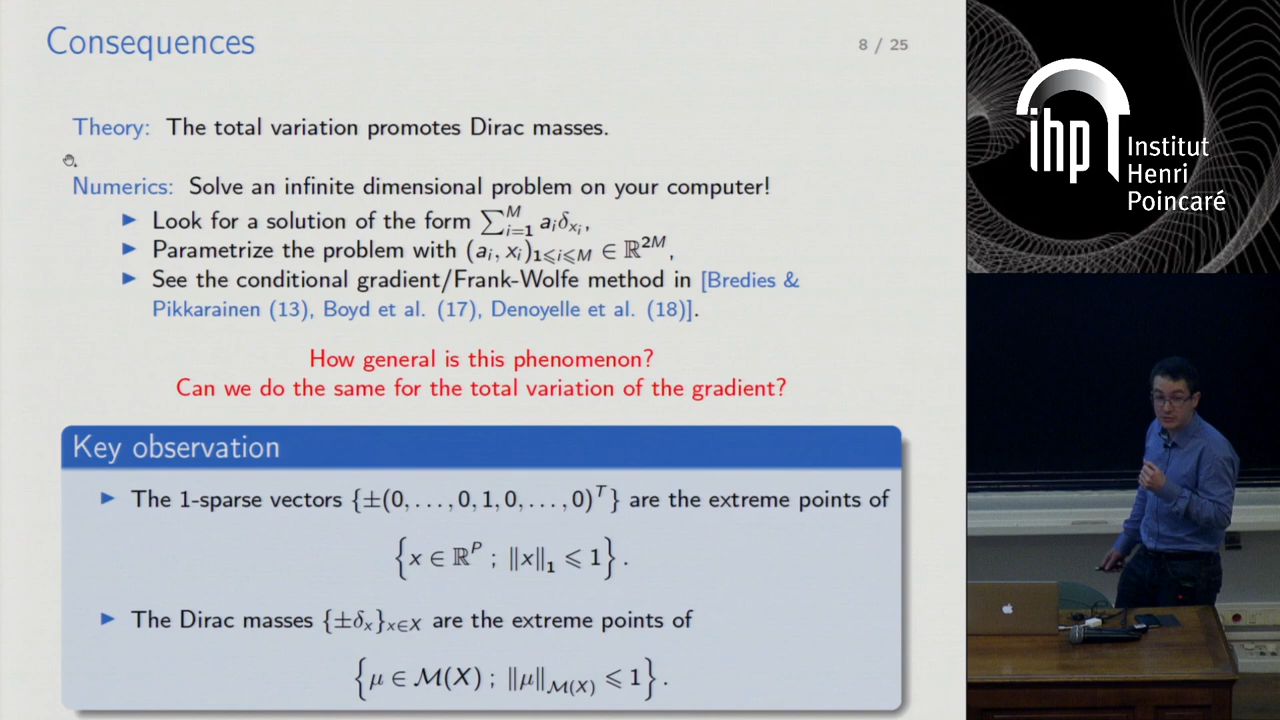 Consequences
8 / 25
Theory: The total variation promotes Dirac masses.
Numerics: Solve an infinite dimensional problem on your computer!
▶ Look for a solution of the form ∑_{i=1}^{M} a_i δ_{x_i},
▶ Parametrize the problem with (a_i, x_i)_{1⩽i⩽M} ∈ ℝ^{2M},
▶ See the conditional gradient/Frank-Wolfe method in [Bredies &
Pikkarainen (13), Boyd et al. (17), Denoyelle et al. (18)].
How general is this phenomenon?
Can we do the same for the total variation of the gradient?
Key observation
▶ The 1-sparse vectors {±(0, . . . , 0, 1, 0, . . . , 0)^T} are the extreme points of
{x ∈ ℝ^P ; ‖x‖_1 ⩽ 1}.
▶ The Dirac masses {±δ_x}_{x∈X} are the extreme points of
{μ ∈ ℳ(X) ; ‖μ‖_{ℳ(X)} ⩽ 1}.
ihp
Institut
Henri
Poincaré